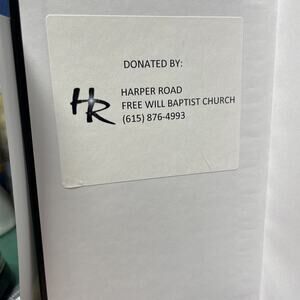 DONATED BY:
HR
HARPER ROAD
FREE WILL BAPTIST CHURCH
(615) 876-4993